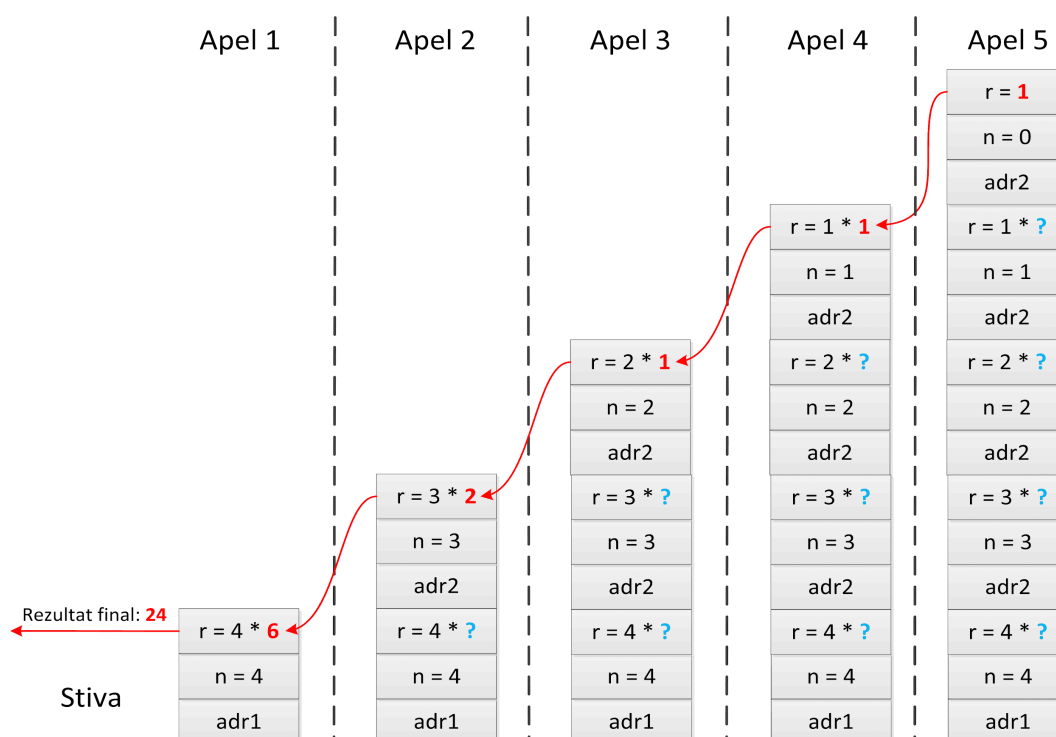 Apel 1
Apel 2
Apel 3
Apel 4
Apel 5
r = 1
n = 0
adr2
r = 1 * 1
r = 1 * ?
n = 1
n = 1
adr2
adr2
r = 2 * 1
r = 2 * ?
r = 2 * ?
n = 2
n = 2
n = 2
adr2
adr2
adr2
r = 3 * 2
r = 3 * ?
r = 3 * ?
r = 3 * ?
n = 3
n = 3
n = 3
n = 3
adr2
adr2
adr2
adr2
Rezultat final: 24
r = 4 * 6
r = 4 * ?
r = 4 * ?
r = 4 * ?
r = 4 * ?
Stiva
n = 4
n = 4
n = 4
n = 4
n = 4
adr1
adr1
adr1
adr1
adr1